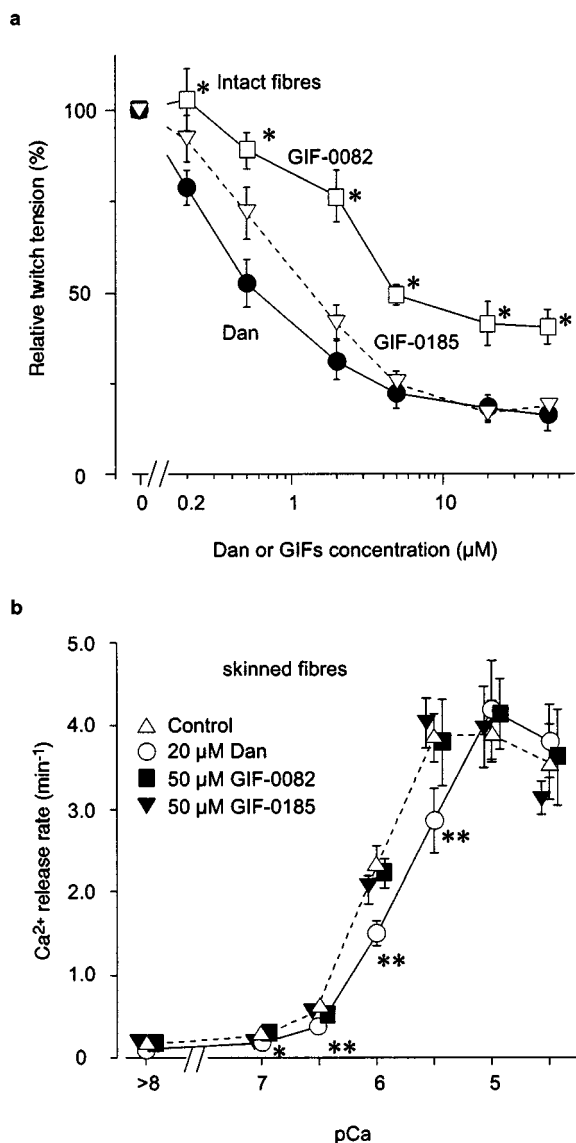 a
Intact fibres
100
50
0
Relative twitch tension (%)
* * * * * *
GIF-0082
GIF-0185
Dan
0 0.2 1 10
Dan or GIFs concentration (µM)
b
5.0
4.0
3.0
2.0
1.0
0
Ca2+ release rate (min-1)
skinned fibres
Control
20 µM Dan
50 µM GIF-0082
50 µM GIF-0185
**
**
* **
>8 7 6 5
pCa